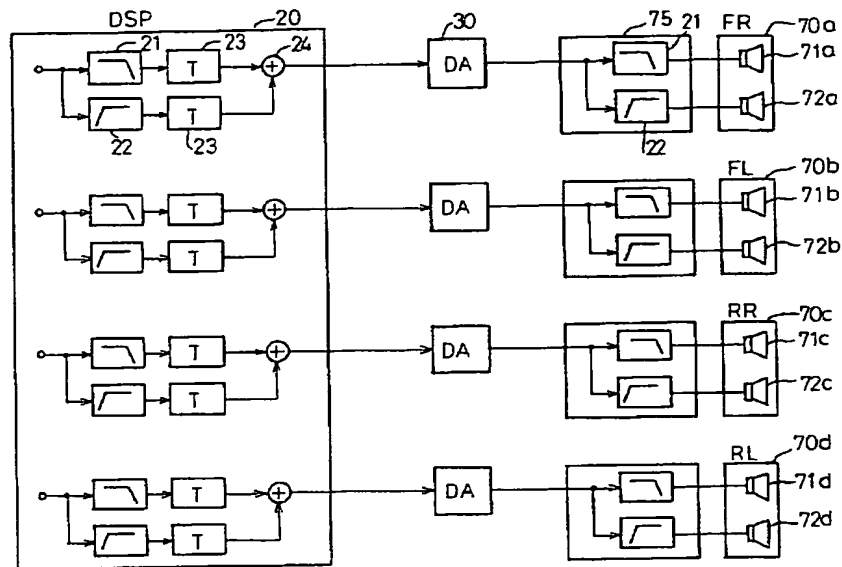 DSP 20
21 23 24 30 75 21 FR 70a
T DA 71a
T 72a
22 23 22
FL 70b
T DA 71b
T 72b
RR 70c
T DA 71c
T 72c
RL 70d
T DA 71d
T 72d